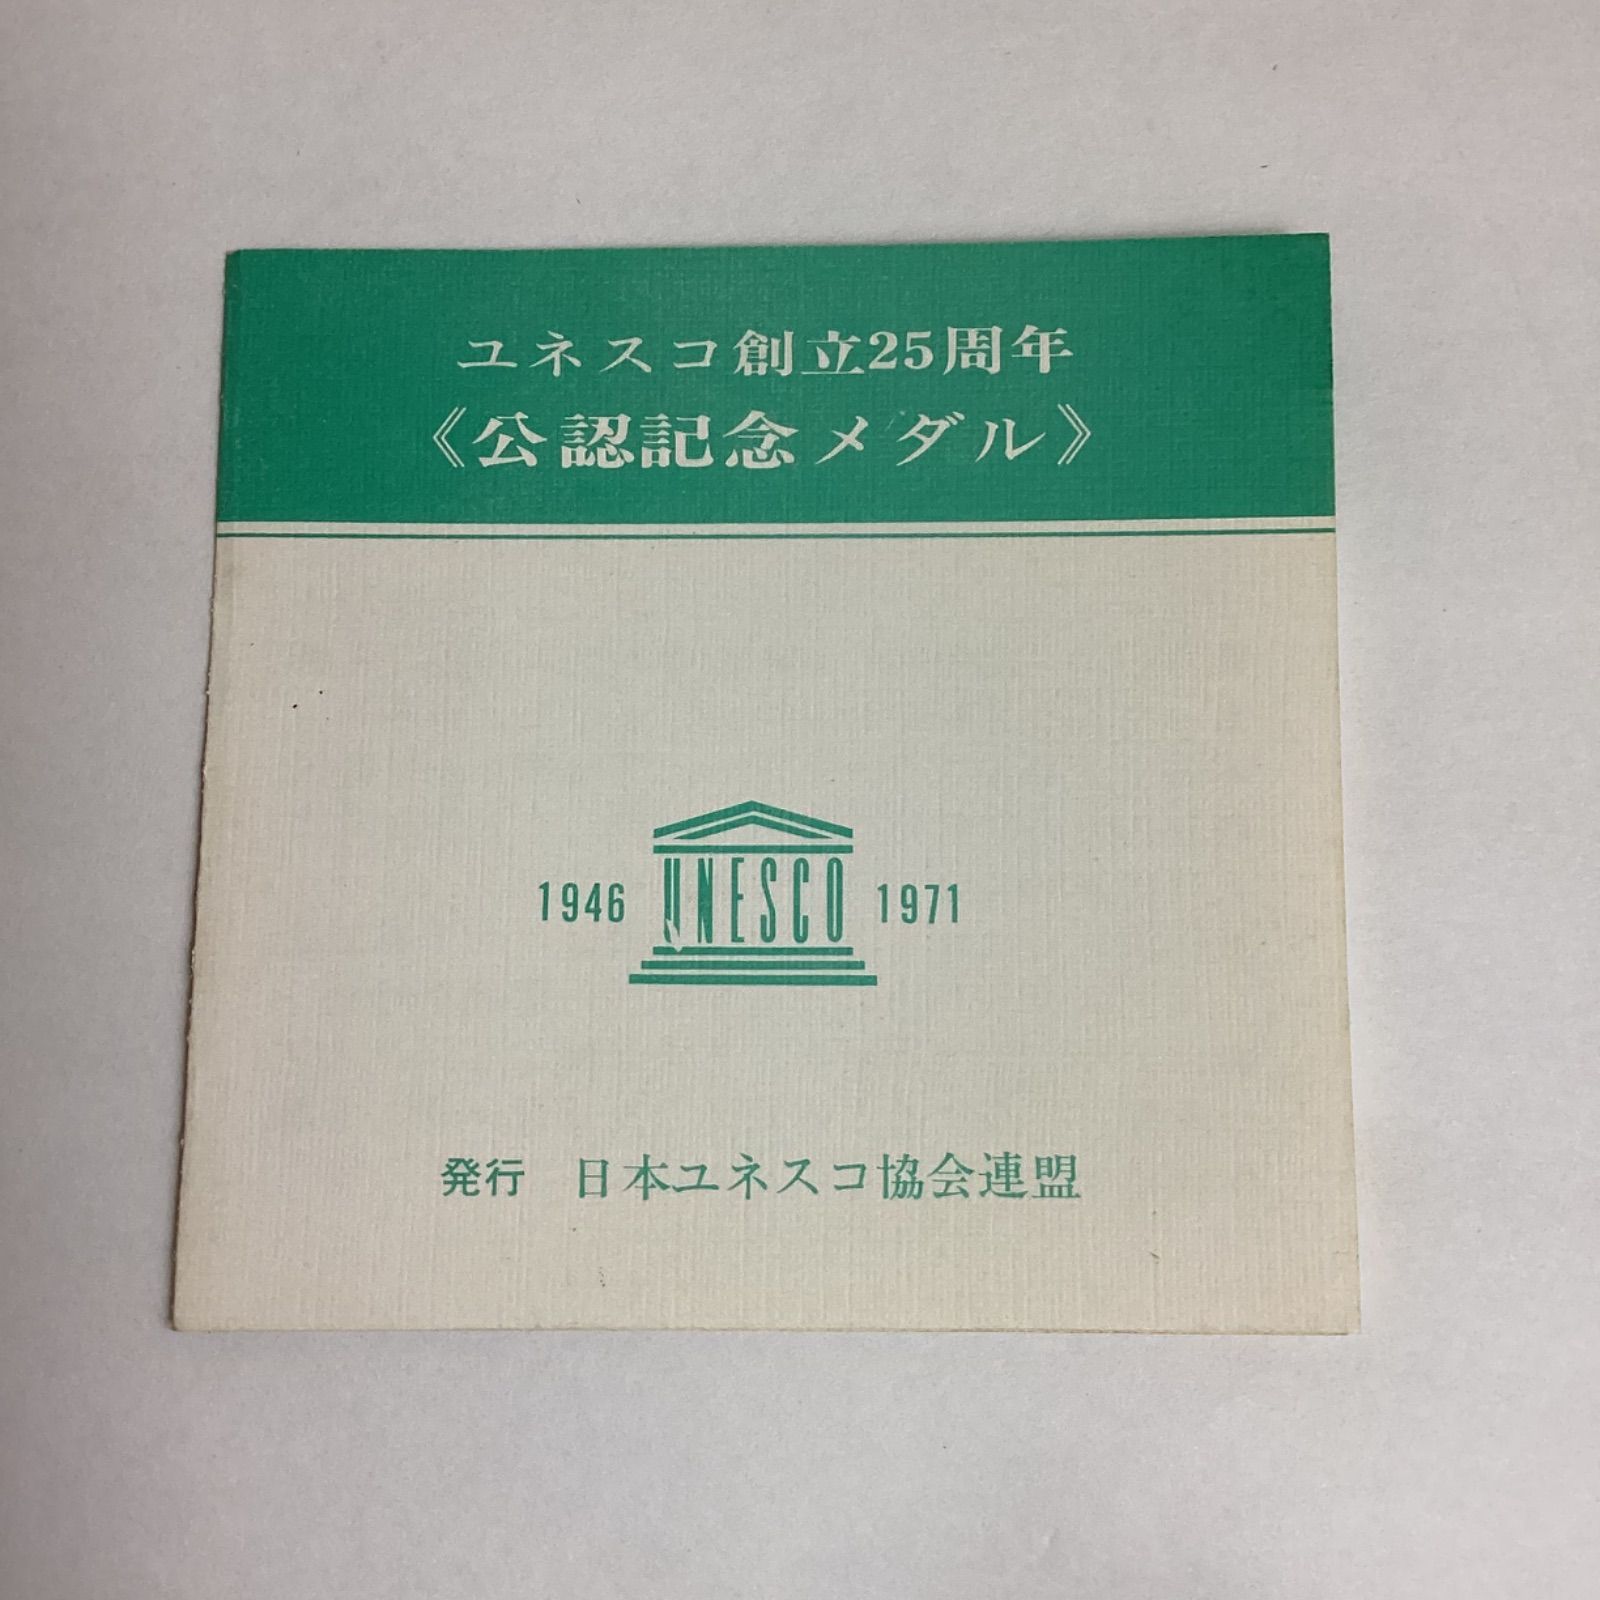 ユネスコ創立25周年
《公認記念メダル》
1946 UNESCO 1971
発行 日本ユネスコ協会連盟